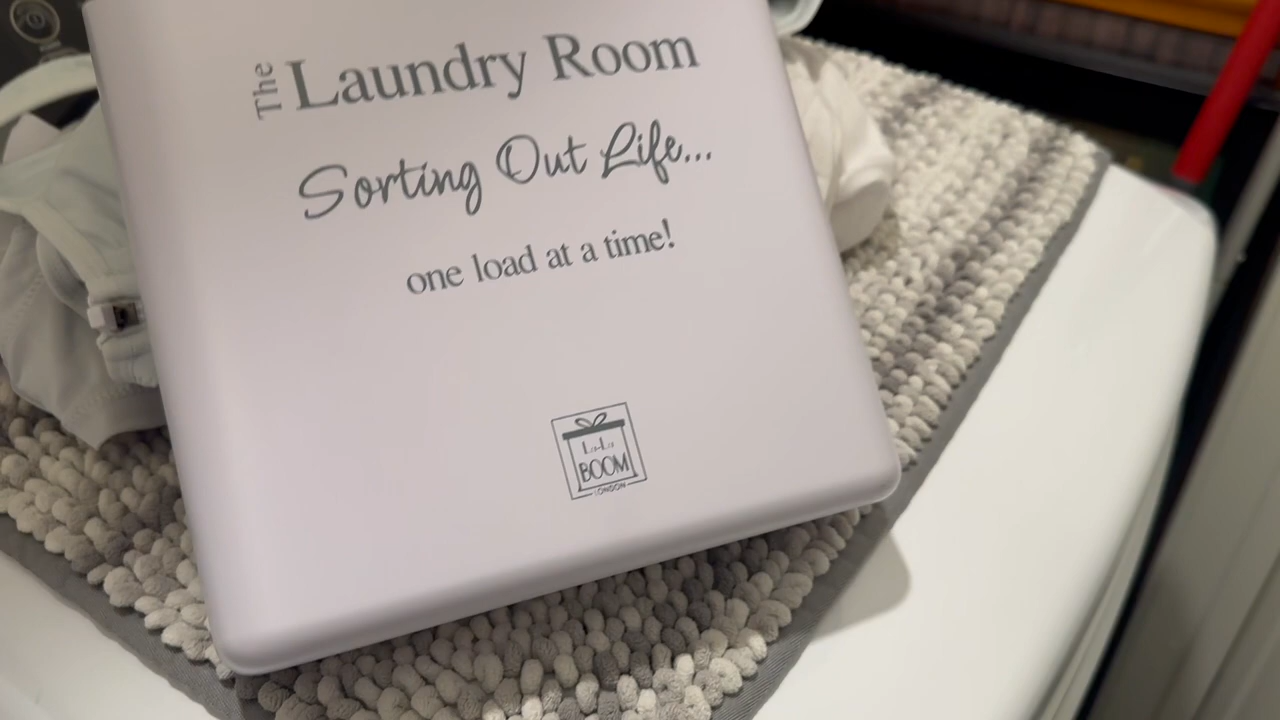 The Laundry Room
Sorting Out Life...
one load at a time!
La-La
BOOM
LONDON